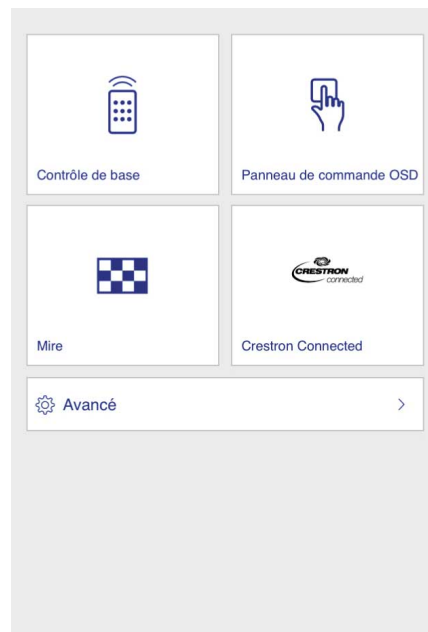 Contrôle de base
Panneau de commande OSD
CRESTRON
connected
Mire
Crestron Connected
Avancé